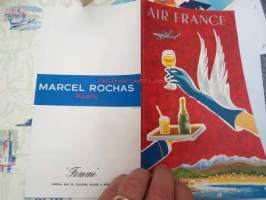 MARCEL ROCHAS
PARIS
"Femme"
AIR FRANCE